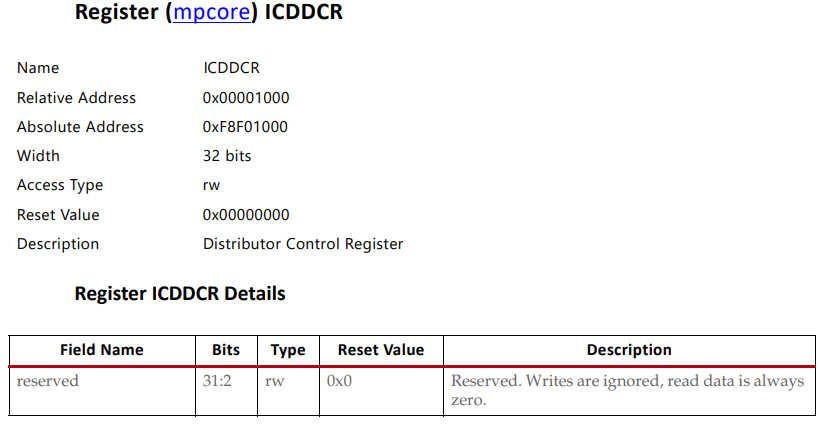 Register (mpcore) ICDDCR
Name ICDDCR
Relative Address 0x00001000
Absolute Address 0xF8F01000
Width 32 bits
Access Type rw
Reset Value 0x00000000
Description Distributor Control Register
Register ICDDCR Details
Field Name Bits Type Reset Value Description
reserved 31:2 rw 0x0 Reserved. Writes are ignored, read data is always
zero.